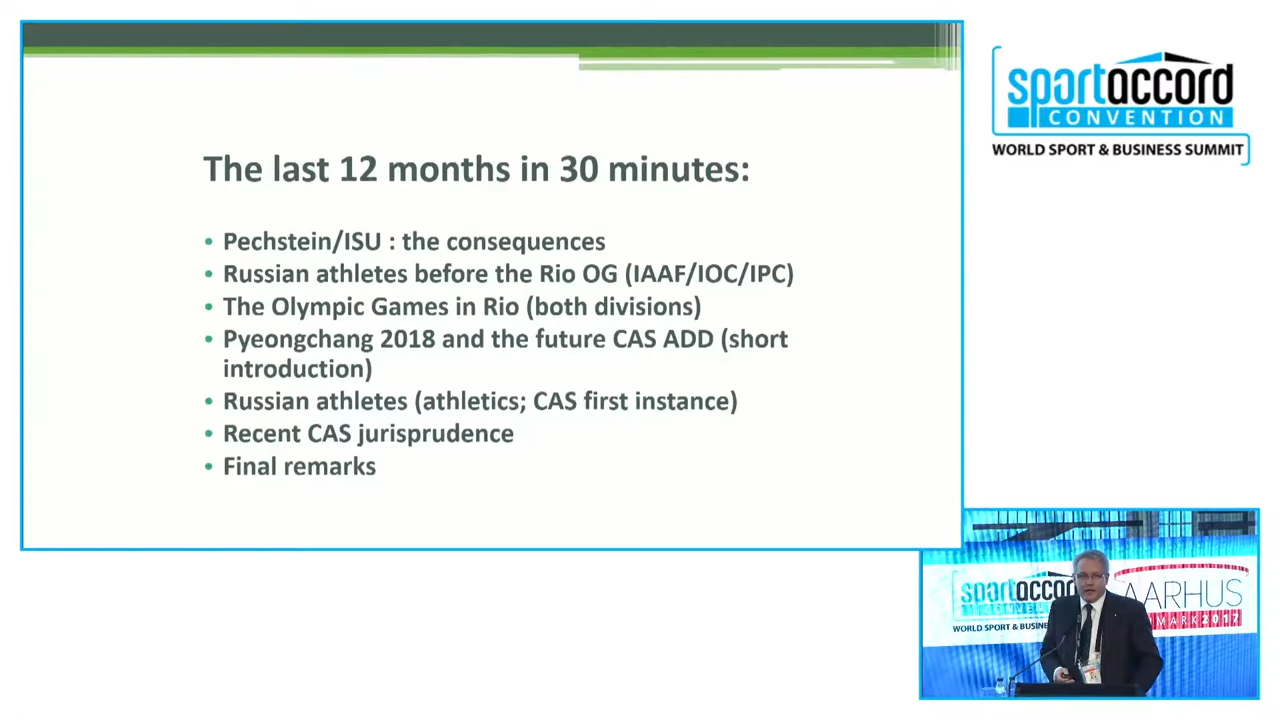 The last 12 months in 30 minutes:
• Pechstein/ISU : the consequences
• Russian athletes before the Rio OG (IAAF/IOC/IPC)
• The Olympic Games in Rio (both divisions)
• Pyeongchang 2018 and the future CAS ADD (short
introduction)
• Russian athletes (athletics; CAS first instance)
• Recent CAS jurisprudence
• Final remarks
sportaccord
CONVENTION
WORLD SPORT & BUSINESS SUMMIT
sportaccord
WORLD SPORT & BUSINE
AARHUS
MARK2017